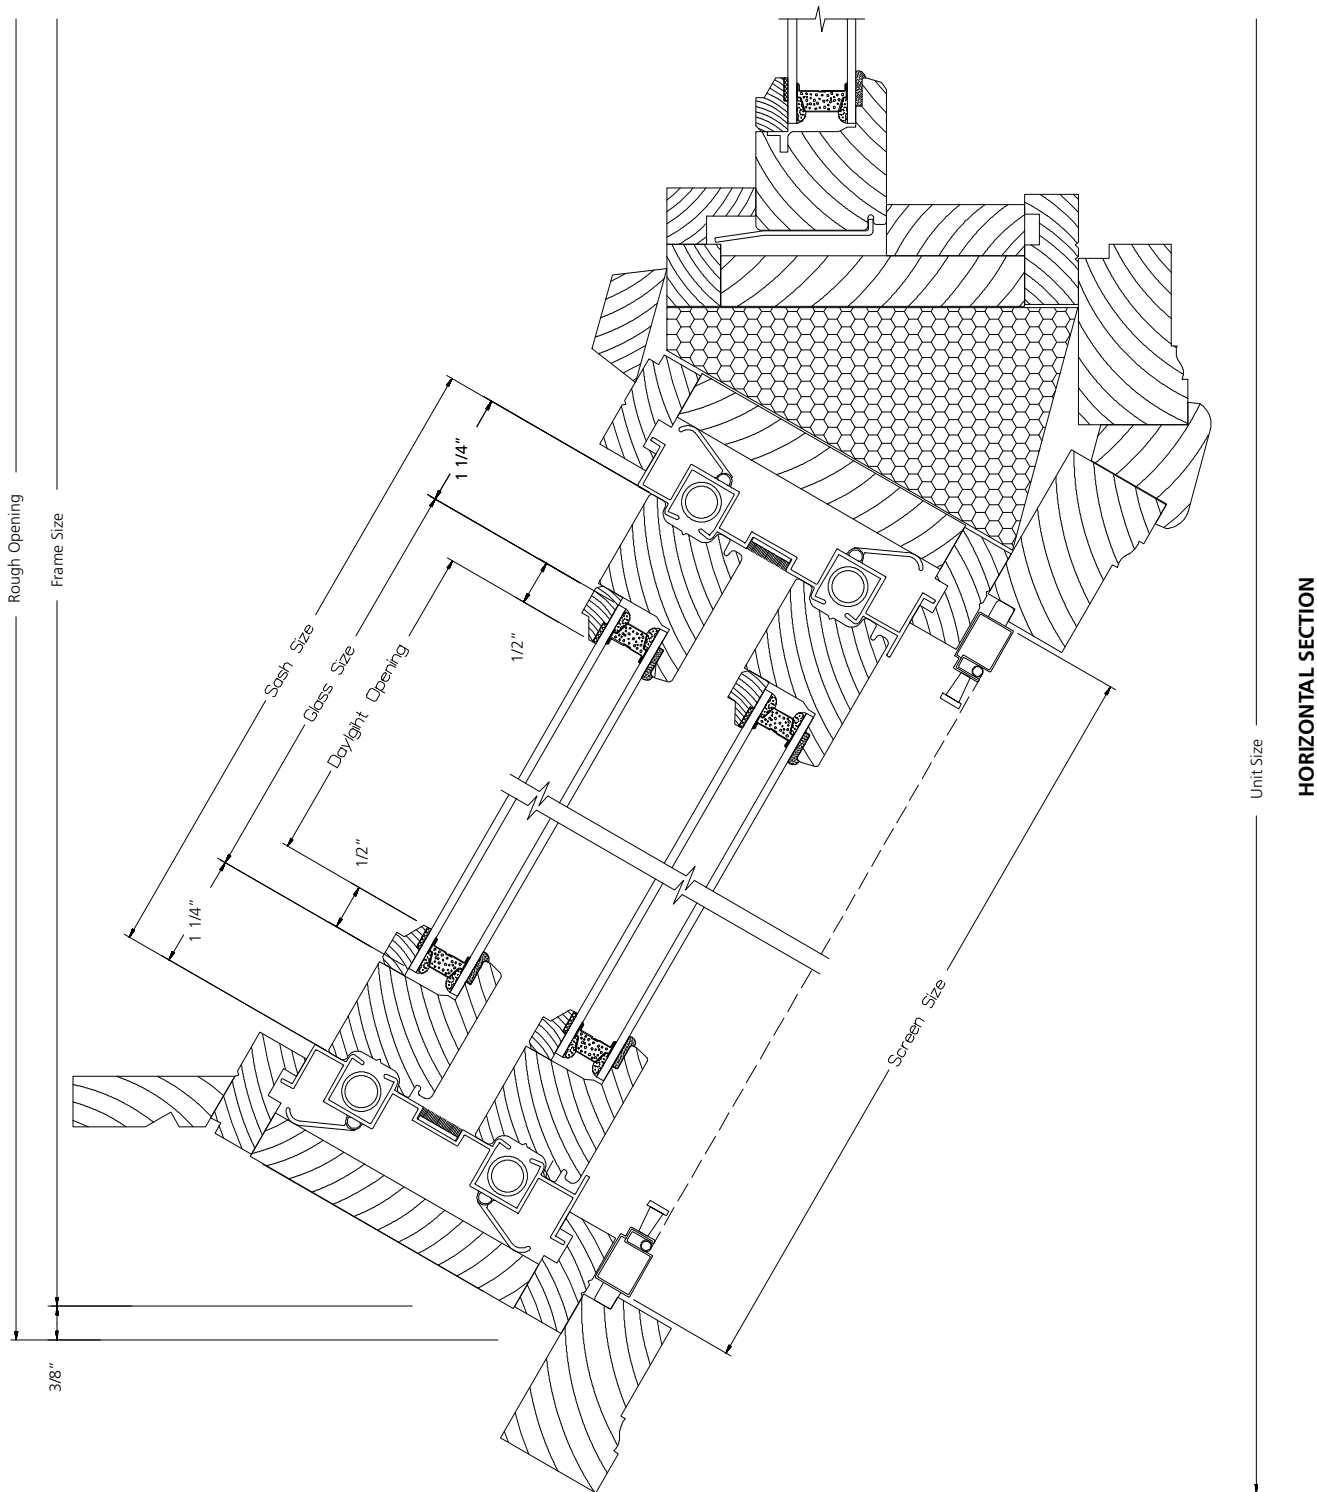 Rough Opening
Frame Size
3/8"
Sash Size
Glass Size
Daylight Opening
1 1/4"
1/2"
1/2"
1 1/4"
Screen Size
Unit Size
HORIZONTAL SECTION